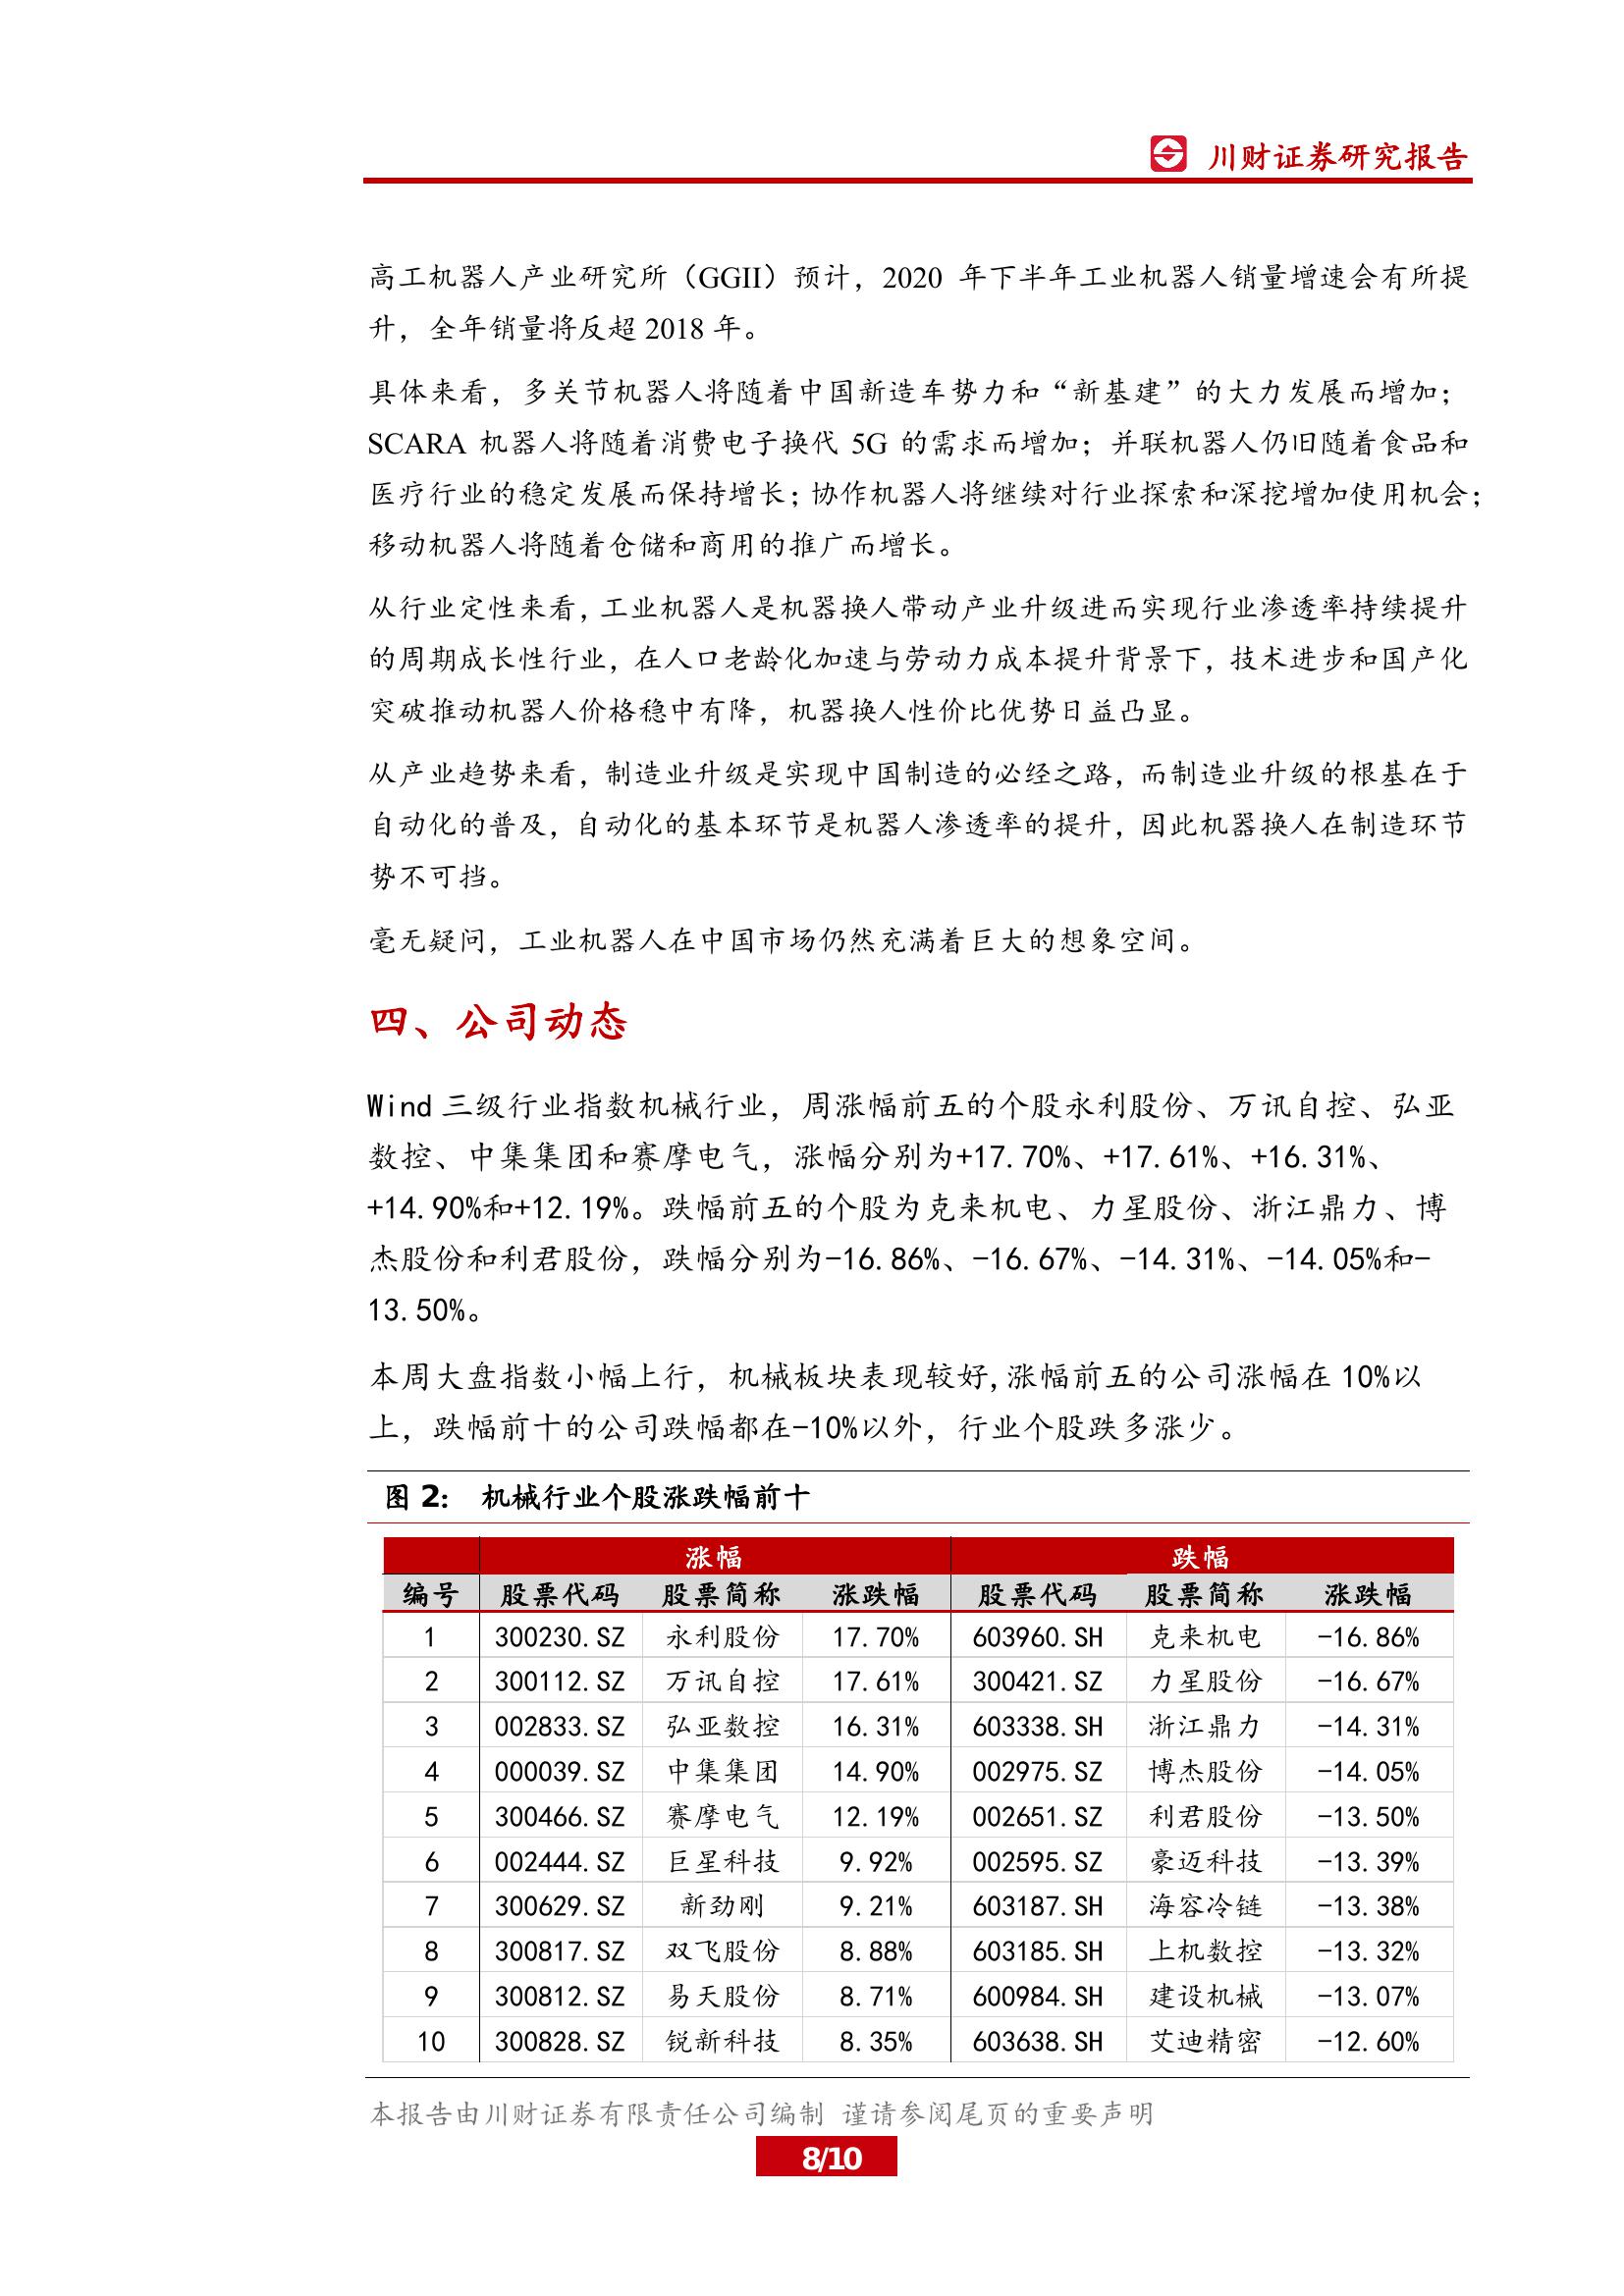 川财证券研究报告
高工机器人产业研究所（GGII）预计，2020 年下半年工业机器人销量增速会有所提
升，全年销量将反超 2018 年。
具体来看，多关节机器人将随着中国新造车势力和“新基建”的大力发展而增加；
SCARA 机器人将随着消费电子换代 5G 的需求而增加；并联机器人仍旧随着食品和
医疗行业的稳定发展而保持增长；协作机器人将继续对行业探索和深挖增加使用机会；
移动机器人将随着仓储和商用的推广而增长。
从行业定性来看，工业机器人是机器换人带动产业升级进而实现行业渗透率持续提升
的周期成长性行业，在人口老龄化加速与劳动力成本提升背景下，技术进步和国产化
突破推动机器人价格稳中有降，机器换人性价比优势日益凸显。
从产业趋势来看，制造业升级是实现中国制造的必经之路，而制造业升级的根基在于
自动化的普及，自动化的基本环节是机器人渗透率的提升，因此机器换人在制造环节
势不可挡。
毫无疑问，工业机器人在中国市场仍然充满着巨大的想象空间。
四、公司动态
Wind 三级行业指数机械行业，周涨幅前五的个股永利股份、万讯自控、弘亚
数控、中集集团和赛摩电气，涨幅分别为+17.70%、+17.61%、+16.31%、
+14.90%和+12.19%。跌幅前五的个股为克来机电、力星股份、浙江鼎力、博
杰股份和利君股份，跌幅分别为-16.86%、-16.67%、-14.31%、-14.05%和-
13.50%。
本周大盘指数小幅上行，机械板块表现较好,涨幅前五的公司涨幅在 10%以
上，跌幅前十的公司跌幅都在-10%以外，行业个股跌多涨少。
图 2： 机械行业个股涨跌幅前十
涨幅 跌幅
编号 股票代码 股票简称 涨跌幅 股票代码 股票简称 涨跌幅
1 300230.SZ 永利股份 17.70% 603960.SH 克来机电 -16.86%
2 300112.SZ 万讯自控 17.61% 300421.SZ 力星股份 -16.67%
3 002833.SZ 弘亚数控 16.31% 603338.SH 浙江鼎力 -14.31%
4 000039.SZ 中集集团 14.90% 002975.SZ 博杰股份 -14.05%
5 300466.SZ 赛摩电气 12.19% 002651.SZ 利君股份 -13.50%
6 002444.SZ 巨星科技 9.92% 002595.SZ 豪迈科技 -13.39%
7 300629.SZ 新劲刚 9.21% 603187.SH 海容冷链 -13.38%
8 300817.SZ 双飞股份 8.88% 603185.SH 上机数控 -13.32%
9 300812.SZ 易天股份 8.71% 600984.SH 建设机械 -13.07%
10 300828.SZ 锐新科技 8.35% 603638.SH 艾迪精密 -12.60%
本报告由川财证券有限责任公司编制 谨请参阅尾页的重要声明
8/10